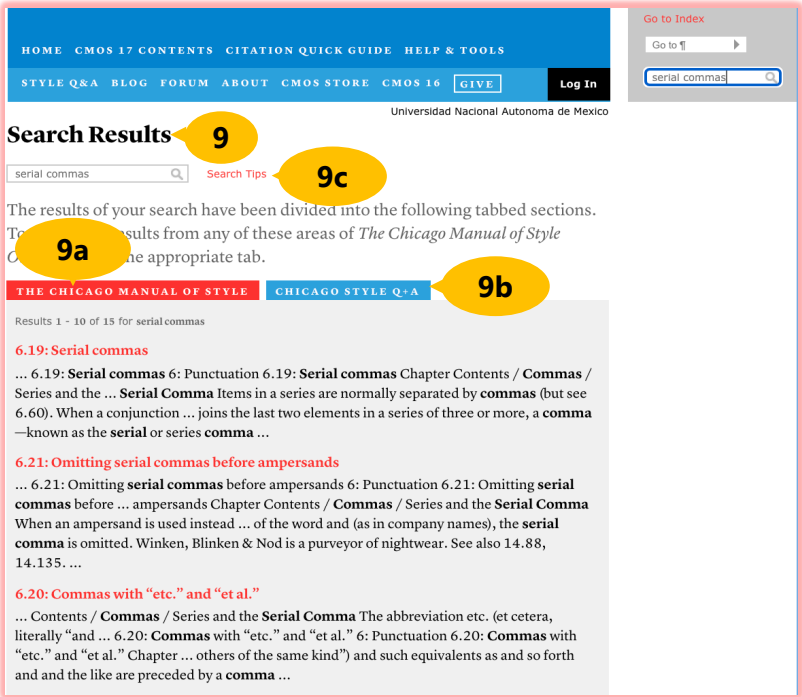 HOME CMOS 17 CONTENTS CITATION QUICK GUIDE HELP & TOOLS
STYLE Q&A BLOG FORUM ABOUT CMOS STORE CMOS 16 GIVE Log In
Go to Index
Go to ¶
serial commas
Universidad Nacional Autonoma de Mexico
Search Results 9
serial commas Search Tips 9c
The results of your search have been divided into the following tabbed sections.
sults from any of these areas of The Chicago Manual of Style
9a
he appropriate tab.
THE CHICAGO MANUAL OF STYLE CHICAGO STYLE Q+A 9b
Results 1 - 10 of 15 for serial commas
6.19: Serial commas
... 6.19: Serial commas 6: Punctuation 6.19: Serial commas Chapter Contents / Commas /
Series and the ... Serial Comma Items in a series are normally separated by commas (but see
6.60). When a conjunction ... joins the last two elements in a series of three or more, a comma
—known as the serial or series comma ...
6.21: Omitting serial commas before ampersands
... 6.21: Omitting serial commas before ampersands 6: Punctuation 6.21: Omitting serial
commas before ... ampersands Chapter Contents / Commas / Series and the Serial Comma
When an ampersand is used instead ... of the word and (as in company names), the serial
comma is omitted. Winken, Blinken & Nod is a purveyor of nightwear. See also 14.88,
14.135. ...
6.20: Commas with “etc.” and “et al.”
... Contents / Commas / Series and the Serial Comma The abbreviation etc. (et cetera,
literally “and ... 6.20: Commas with “etc.” and “et al.” 6: Punctuation 6.20: Commas with
“etc.” and “et al.” Chapter ... others of the same kind”) and such equivalents as and so forth
and and the like are preceded by a comma ...